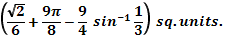 (√2/6 + 9π/8 − 9/4 sin⁻¹ 1/3) sq.units.